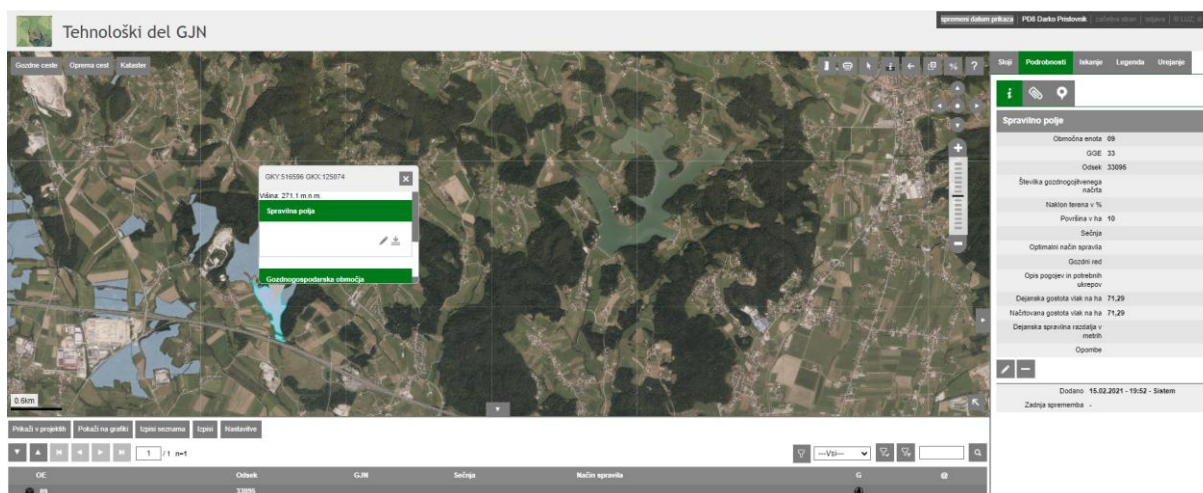 spremeni datum prikaza | PDB Darko Pristovnik | začetna stran | odjava | © LUZ, d
Tehnološki del GJN
Gozdne ceste Oprema cest Kataster
Sloji Podrobnosti Iskanje Legenda Urejanje
GKY:516596 GKX:125874
Višina: 271.1 m.n.m.
Spravilna polja
Gozdnogospodarska območja
0.6km
Spravilno polje
Območna enota 09
GGE 33
Odsek 33095
Številka gozdnogojitvenega
načrta
Naklon terena v %
Površina v ha 10
Sečnja
Optimalni način spravila
Gozdni red
Opis pogojev in potrebnih
ukrepov
Dejanska gostota vlak na ha 71,29
Načrtovana gostota vlak na ha 71,29
Dejanska spravilna razdalja v
metrih
Opombe
Dodano 15.02.2021 - 19:52 - Sistem
Zadnja sprememba -
Prikaži v projektih Pokaži na grafiki Izpisi seznama Izpisi Nastavitve
1 / 1 n=1
---Vsi---
OE Odsek GJN Sečnja Način spravila G @
09 33095